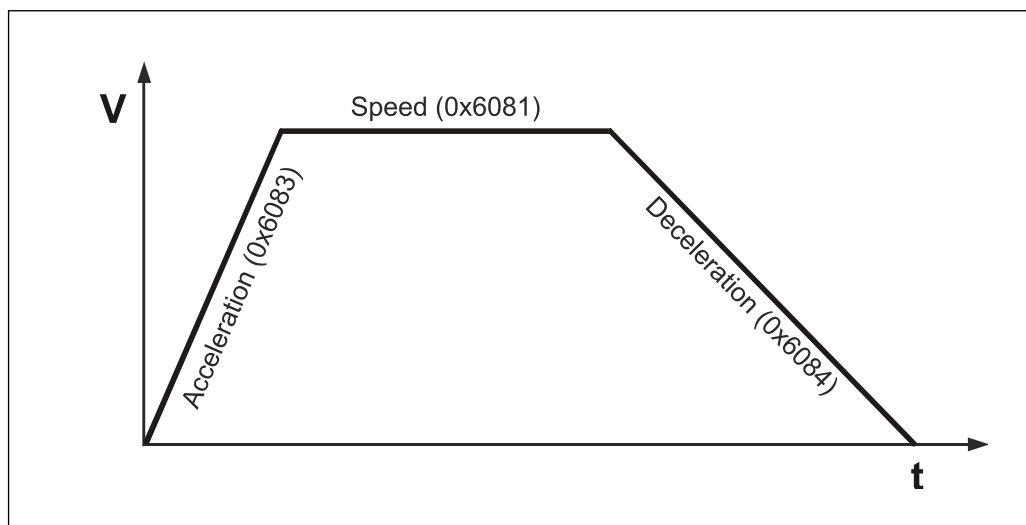 V
Speed (0x6081)
Acceleration (0x6083)
Deceleration (0x6084)
t